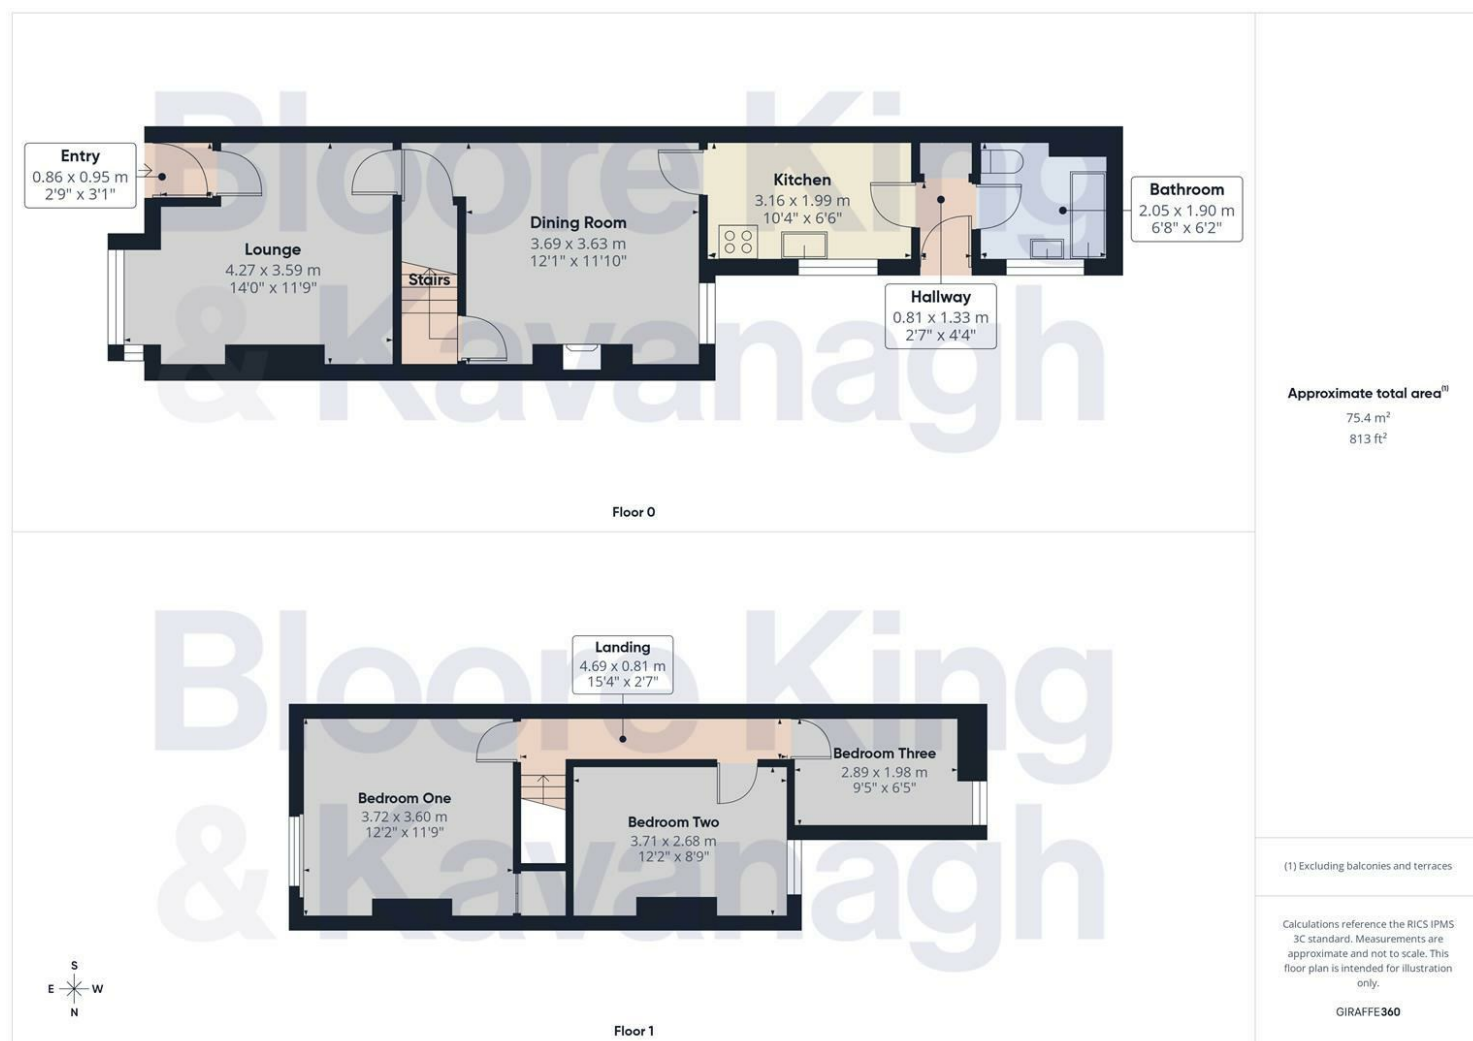 Bloore King
& Kavanagh
Entry
0.86 x 0.95 m
2'9" x 3'1"
Lounge
4.27 x 3.59 m
14'0" x 11'9"
Stairs
Dining Room
3.69 x 3.63 m
12'1" x 11'10"
Kitchen
3.16 x 1.99 m
10'4" x 6'6"
Bathroom
2.05 x 1.90 m
6'8" x 6'2"
Hallway
0.81 x 1.33 m
2'7" x 4'4"
Floor 0
Approximate total area(1)
75.4 m²
813 ft²
Bloore King
& Kavanagh
Landing
4.69 x 0.81 m
15'4" x 2'7"
Bedroom One
3.72 x 3.60 m
12'2" x 11'9"
Bedroom Two
3.71 x 2.68 m
12'2" x 8'9"
Bedroom Three
2.89 x 1.98 m
9'5" x 6'5"
S
E W
N
Floor 1
(1) Excluding balconies and terraces
Calculations reference the RICS IPMS
3C standard. Measurements are
approximate and not to scale. This
floor plan is intended for illustration
only.
GIRAFFE360